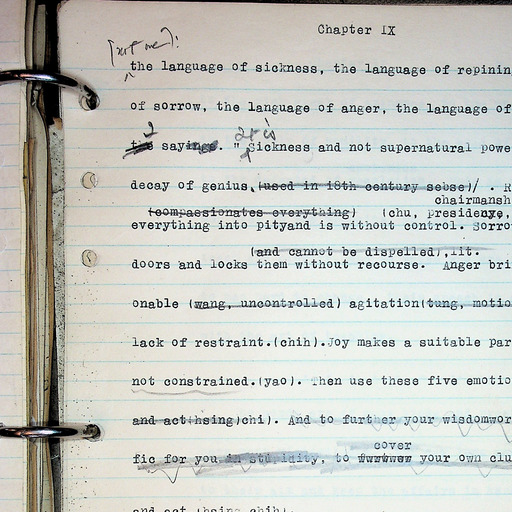 Chapter IX
the language of sickness, the language of repinin
of sorrow, the language of anger, the language of
sayings. " Sickness and not supernatural powe
decay of genius, (used in 18th century sebse)/ . R
chairmansh
(compassionates everything) (chu, presidency,
everything into pityand is without control. Sorro
(and cannot be dispelled),lit.
doors and locks them without recourse. Anger bri
onable (wang, uncontrolled) agitation(tung, motio
lack of restraint.(chih).Joy makes a suitable par
not constrained.(yao). Then use these five emotio
and act(hsing)chi). And to further your wisdomwor
cover
fic for you in stupidity, to your own clu
and act (hsing chih).